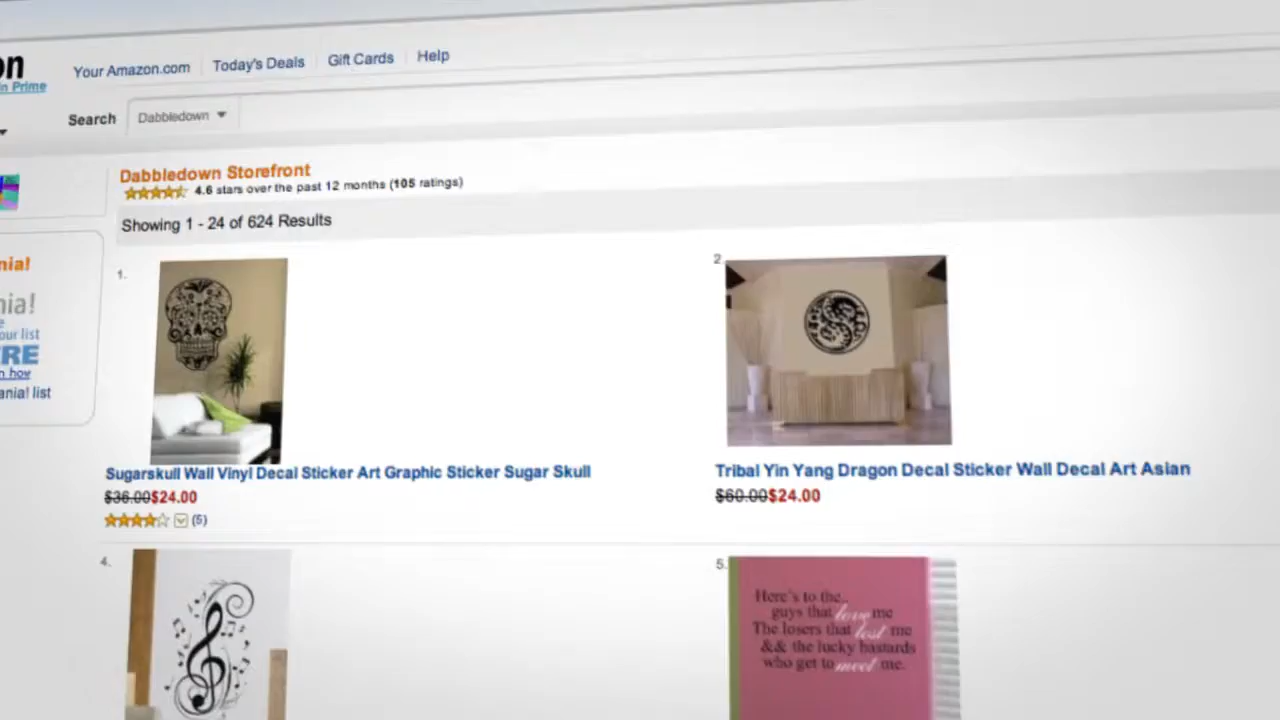 on
in Prime
Your Amazon.com Today's Deals Gift Cards Help
Search Dabbledown
Dabbledown Storefront
4.6 stars over the past 12 months (105 ratings)
Showing 1 - 24 of 624 Results
nia!
nia!
e
our list
RE
n how
ania! list
1.
Sugarskull Wall Vinyl Decal Sticker Art Graphic Sticker Sugar Skull
$36.00$24.00
(5)
2.
Tribal Yin Yang Dragon Decal Sticker Wall Decal Art Asian
$60.00$24.00
4.
5.
Here's to the..
guys that love me
The losers that lost me
&& the lucky bastards
who get to meet me.